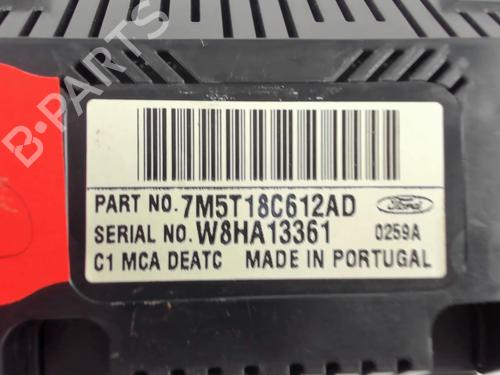 B-PARTS
PART NO. 7M5T18C612AD Ford
SERIAL NO. W8HA13361 0259A
C1 MCA DEATC MADE IN PORTUGAL